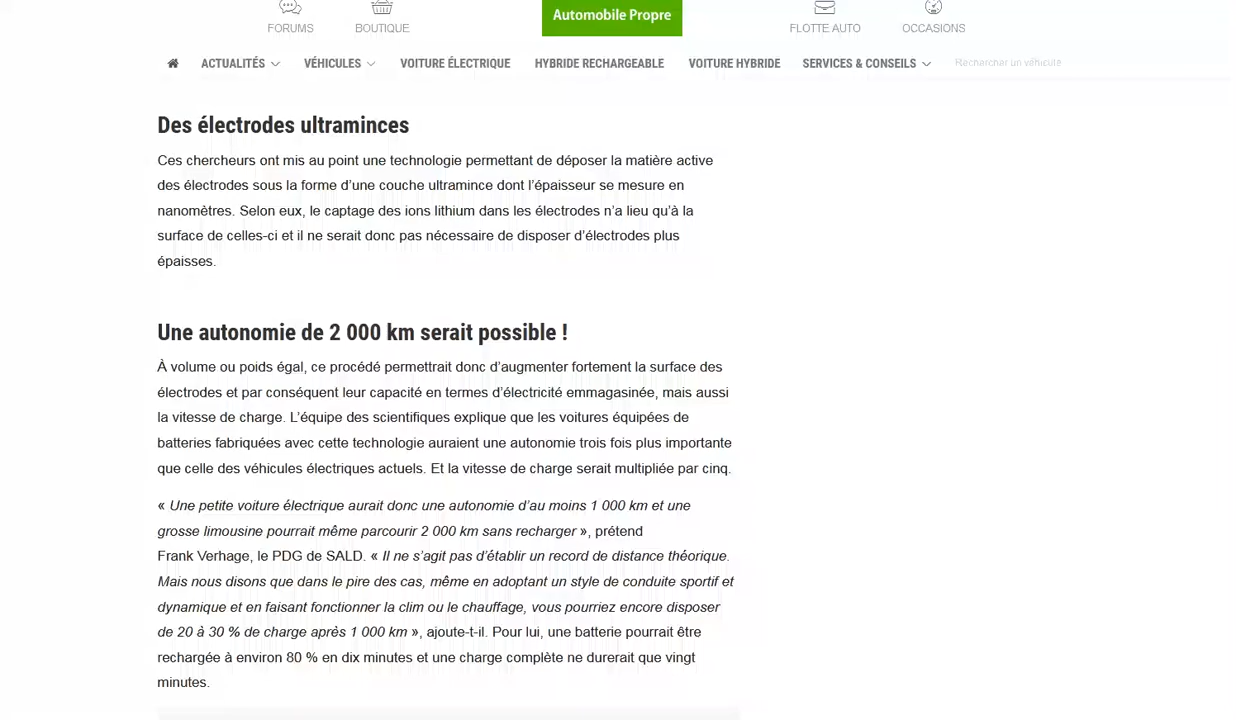 Automobile Propre
FORUMS
BOUTIQUE
FLOTTE AUTO
OCCASIONS
ACTUALITÉS
VÉHICULES
VOITURE ÉLECTRIQUE
HYBRIDE RECHARGEABLE
VOITURE HYBRIDE
SERVICES & CONSEILS
Rechercher un véhicule
Des électrodes ultraminces
Ces chercheurs ont mis au point une technologie permettant de déposer la matière active
des électrodes sous la forme d’une couche ultramince dont l’épaisseur se mesure en
nanomètres. Selon eux, le captage des ions lithium dans les électrodes n’a lieu qu’à la
surface de celles-ci et il ne serait donc pas nécessaire de disposer d’électrodes plus
épaisses.
Une autonomie de 2 000 km serait possible !
À volume ou poids égal, ce procédé permettrait donc d’augmenter fortement la surface des
électrodes et par conséquent leur capacité en termes d’électricité emmagasinée, mais aussi
la vitesse de charge. L’équipe des scientifiques explique que les voitures équipées de
batteries fabriquées avec cette technologie auraient une autonomie trois fois plus importante
que celle des véhicules électriques actuels. Et la vitesse de charge serait multipliée par cinq.
« Une petite voiture électrique aurait donc une autonomie d’au moins 1 000 km et une
grosse limousine pourrait même parcourir 2 000 km sans recharger », prétend
Frank Verhage, le PDG de SALD. « Il ne s’agit pas d’établir un record de distance théorique.
Mais nous disons que dans le pire des cas, même en adoptant un style de conduite sportif et
dynamique et en faisant fonctionner la clim ou le chauffage, vous pourriez encore disposer
de 20 à 30 % de charge après 1 000 km », ajoute-t-il. Pour lui, une batterie pourrait être
rechargée à environ 80 % en dix minutes et une charge complète ne durerait que vingt
minutes.